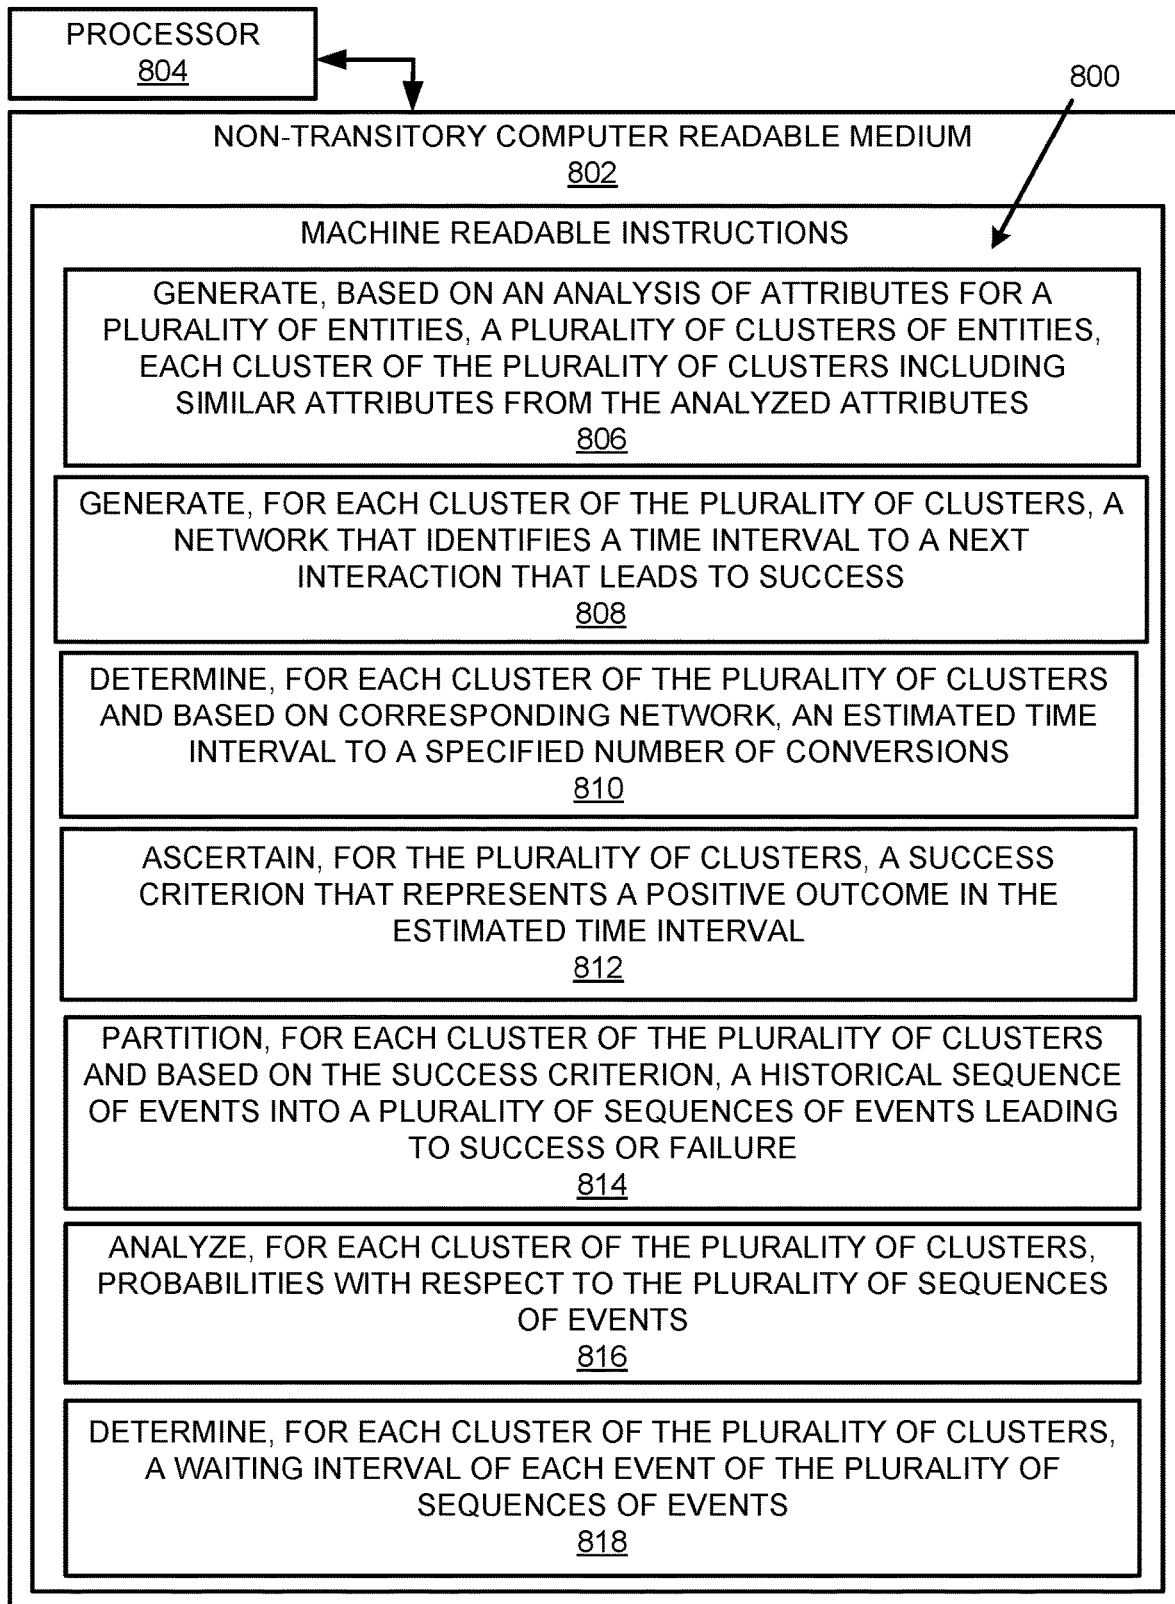 PROCESSOR
804
800
NON-TRANSITORY COMPUTER READABLE MEDIUM
802
MACHINE READABLE INSTRUCTIONS
GENERATE, BASED ON AN ANALYSIS OF ATTRIBUTES FOR A
PLURALITY OF ENTITIES, A PLURALITY OF CLUSTERS OF ENTITIES,
EACH CLUSTER OF THE PLURALITY OF CLUSTERS INCLUDING
SIMILAR ATTRIBUTES FROM THE ANALYZED ATTRIBUTES
806
GENERATE, FOR EACH CLUSTER OF THE PLURALITY OF CLUSTERS, A
NETWORK THAT IDENTIFIES A TIME INTERVAL TO A NEXT
INTERACTION THAT LEADS TO SUCCESS
808
DETERMINE, FOR EACH CLUSTER OF THE PLURALITY OF CLUSTERS
AND BASED ON CORRESPONDING NETWORK, AN ESTIMATED TIME
INTERVAL TO A SPECIFIED NUMBER OF CONVERSIONS
810
ASCERTAIN, FOR THE PLURALITY OF CLUSTERS, A SUCCESS
CRITERION THAT REPRESENTS A POSITIVE OUTCOME IN THE
ESTIMATED TIME INTERVAL
812
PARTITION, FOR EACH CLUSTER OF THE PLURALITY OF CLUSTERS
AND BASED ON THE SUCCESS CRITERION, A HISTORICAL SEQUENCE
OF EVENTS INTO A PLURALITY OF SEQUENCES OF EVENTS LEADING
TO SUCCESS OR FAILURE
814
ANALYZE, FOR EACH CLUSTER OF THE PLURALITY OF CLUSTERS,
PROBABILITIES WITH RESPECT TO THE PLURALITY OF SEQUENCES
OF EVENTS
816
DETERMINE, FOR EACH CLUSTER OF THE PLURALITY OF CLUSTERS,
A WAITING INTERVAL OF EACH EVENT OF THE PLURALITY OF
SEQUENCES OF EVENTS
818